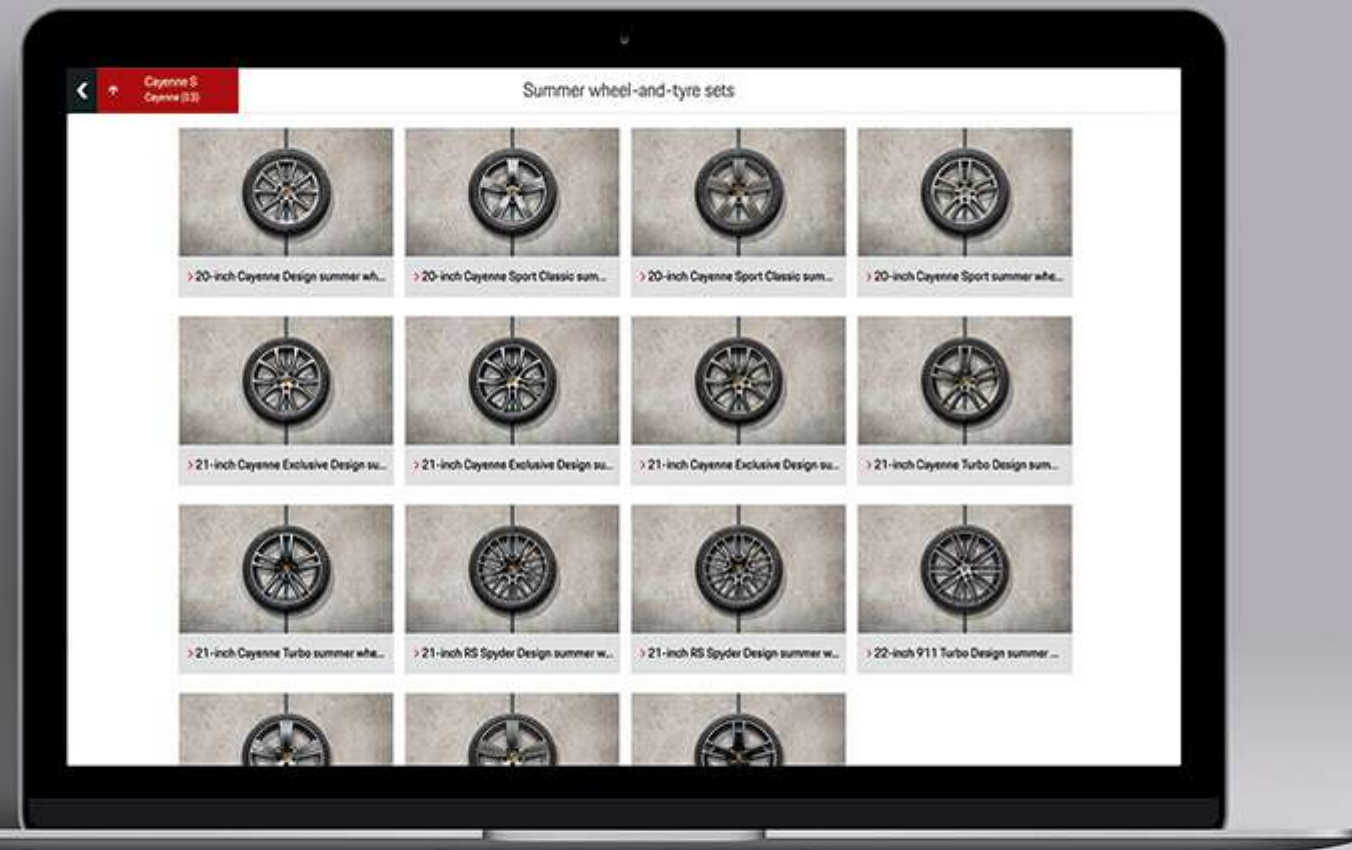 Cayenne S
Cayenne (E3)
Summer wheel-and-tyre sets
20-inch Cayenne Design summer wh...
20-inch Cayenne Sport Classic sum...
20-inch Cayenne Sport Classic sum...
20-inch Cayenne Sport summer whe...
21-inch Cayenne Exclusive Design su...
21-inch Cayenne Exclusive Design su...
21-inch Cayenne Exclusive Design su...
21-inch Cayenne Turbo Design sum...
21-inch Cayenne Turbo summer whe...
21-inch RS Spyder Design summer w...
21-inch RS Spyder Design summer w...
22-inch 911 Turbo Design summer ...